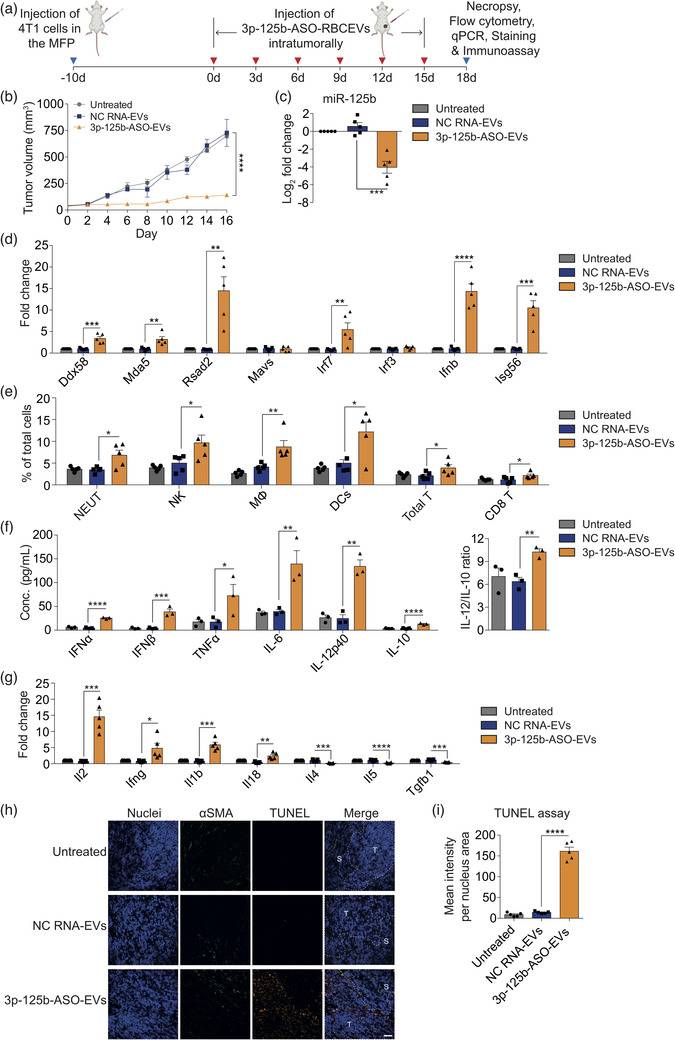 (a)
Injection of
4T1 cells in
the MFP
Injection of
3p-125b-ASO-RBCEVs
intratumorally
Necropsy,
Flow cytometry,
qPCR, Staining
& Immunoassay
-10d 0d 3d 6d 9d 12d 15d 18d
(b)
Tumor volume (mm³)
1000
750
500
250
0
0 2 4 6 8 10 12 14 16
Day
Untreated
NC RNA-EVs
3p-125b-ASO-EVs
****
(c)
miR-125b
Log₂ fold change
2
0
-2
-4
-6
-8
***
Untreated
NC RNA-EVs
3p-125b-ASO-EVs
(d)
Fold change
25
20
15
10
5
0
*** ** ** ** **** ***
Ddx58 Mda5 Rsad2 Mavs Irf7 Irf3 Ifnb Isg56
Untreated
NC RNA-EVs
3p-125b-ASO-EVs
(e)
% of total cells
20
15
10
5
0
* * ** * * *
NEUT NK MΦ DCs Total T CD8 T
Untreated
NC RNA-EVs
3p-125b-ASO-EVs
(f)
Conc. (pg/mL)
200
150
100
50
0
**** *** * ** ** ****
IFNα IFNβ TNFα IL-6 IL-12p40 IL-10
Untreated
NC RNA-EVs
3p-125b-ASO-EVs
IL-12/IL-10 ratio
12
9
6
3
0
**
(g)
Fold change
25
20
15
10
5
0
*** * *** ** *** **** ***
Il2 Ifng Il1b Il18 Il4 Il5 Tgfb1
Untreated
NC RNA-EVs
3p-125b-ASO-EVs
(h)
Nuclei αSMA TUNEL Merge
Untreated
S T
NC RNA-EVs
T S
3p-125b-ASO-EVs
S T
(i)
TUNEL assay
Mean intensity
per nucleus area
200
150
100
50
0
****
Untreated
NC RNA-EVs
3p-125b-ASO-EVs